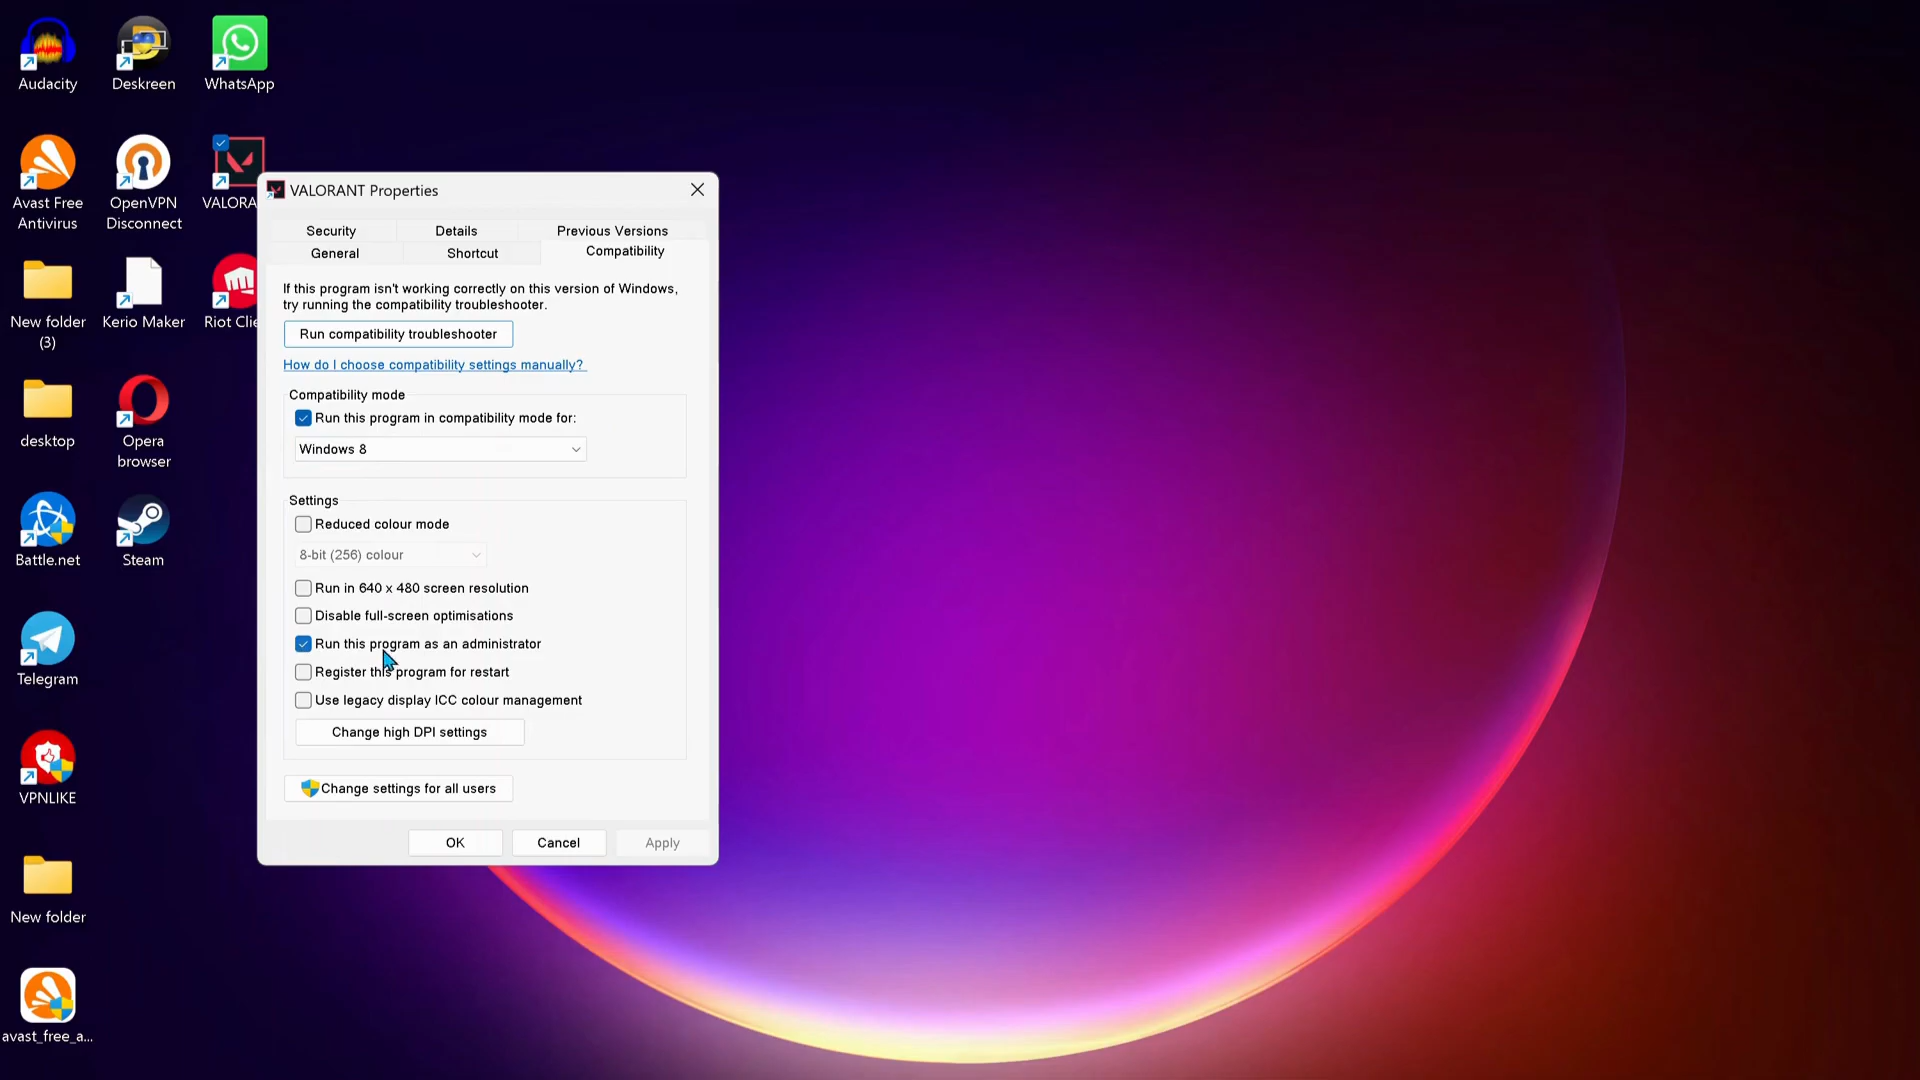 Audacity
Deskreen
WhatsApp
Avast Free
Antivirus
OpenVPN
Disconnect
VALORA
New folder
(3)
Kerio Maker
Riot Clie
desktop
Opera
browser
Battle.net
Steam
Telegram
VPNLIKE
New folder
avast_free_a...
VALORANT Properties
Security
Details
Previous Versions
General
Shortcut
Compatibility
If this program isn't working correctly on this version of Windows,
try running the compatibility troubleshooter.
Run compatibility troubleshooter
How do I choose compatibility settings manually?
Compatibility mode
Run this program in compatibility mode for:
Windows 8
Settings
Reduced colour mode
8-bit (256) colour
Run in 640 x 480 screen resolution
Disable full-screen optimisations
Run this program as an administrator
Register this program for restart
Use legacy display ICC colour management
Change high DPI settings
Change settings for all users
OK
Cancel
Apply